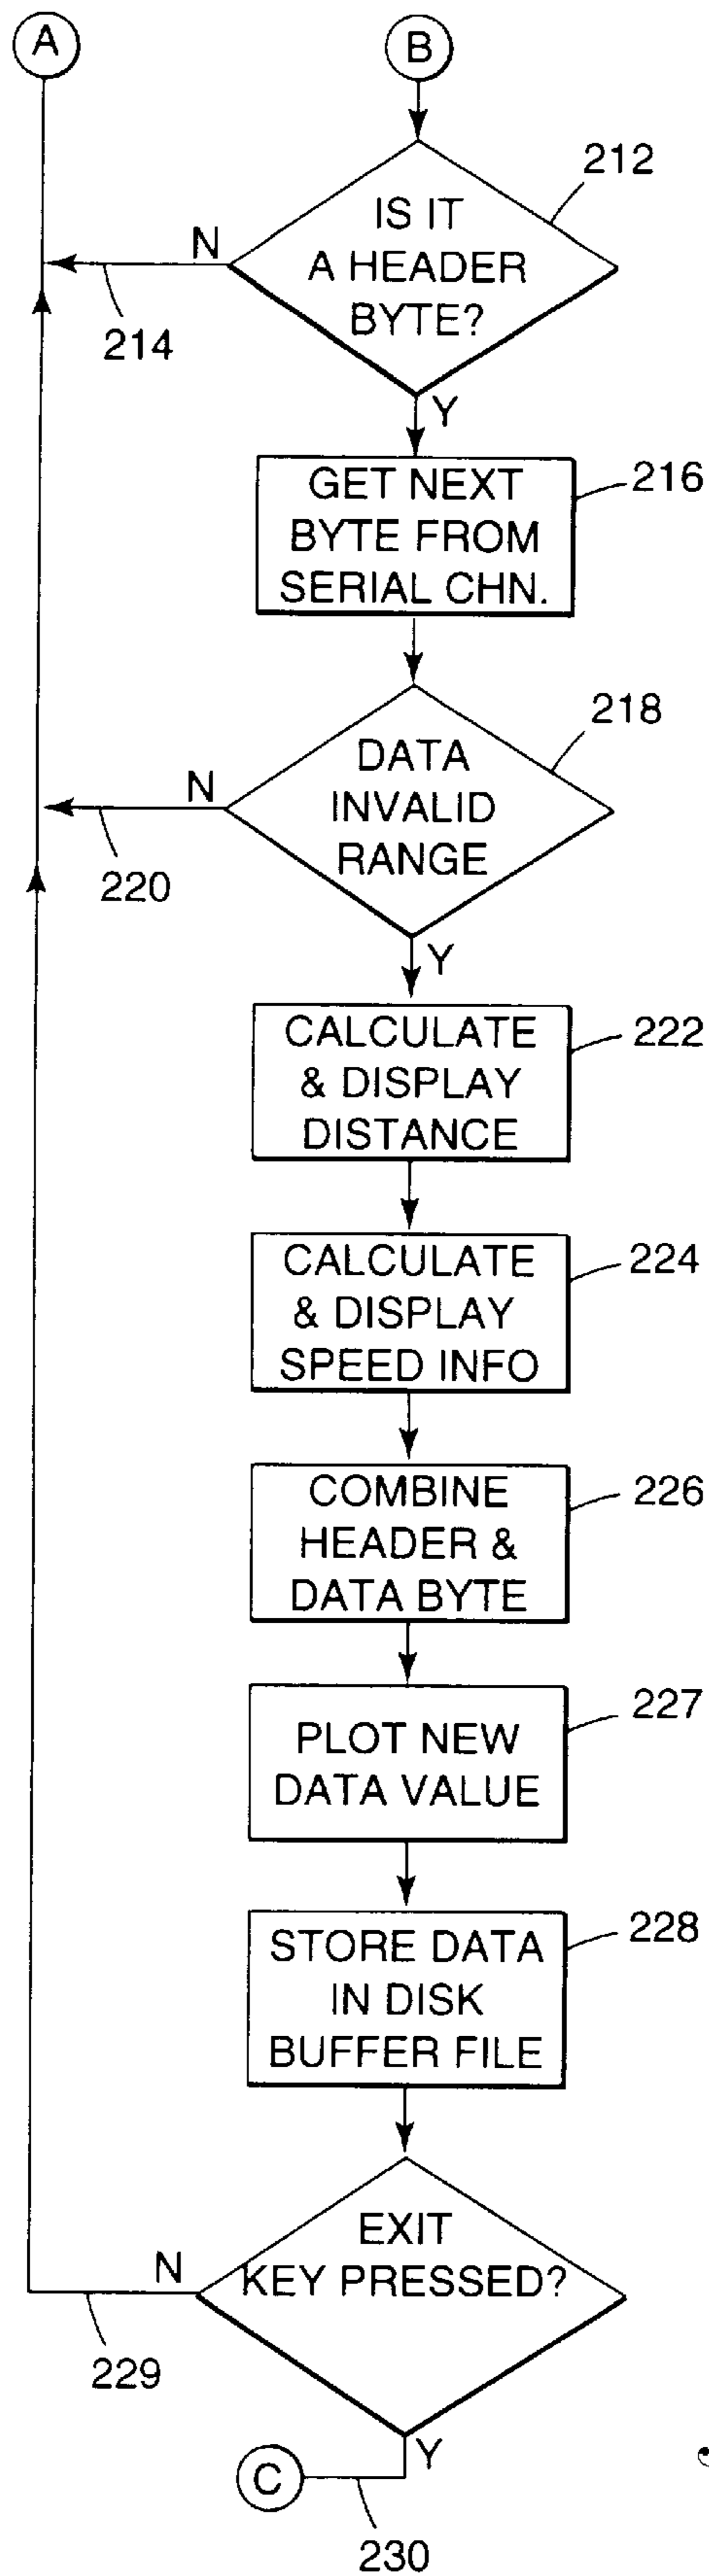 A
B
212
IS IT
A HEADER
BYTE?
N
214
Y
GET NEXT
BYTE FROM
SERIAL CHN.
216
218
DATA
INVALID
RANGE
N
220
Y
CALCULATE
& DISPLAY
DISTANCE
222
CALCULATE
& DISPLAY
SPEED INFO
224
COMBINE
HEADER &
DATA BYTE
226
PLOT NEW
DATA VALUE
227
STORE DATA
IN DISK
BUFFER FILE
228
EXIT
KEY PRESSED?
N
229
Y
C
230